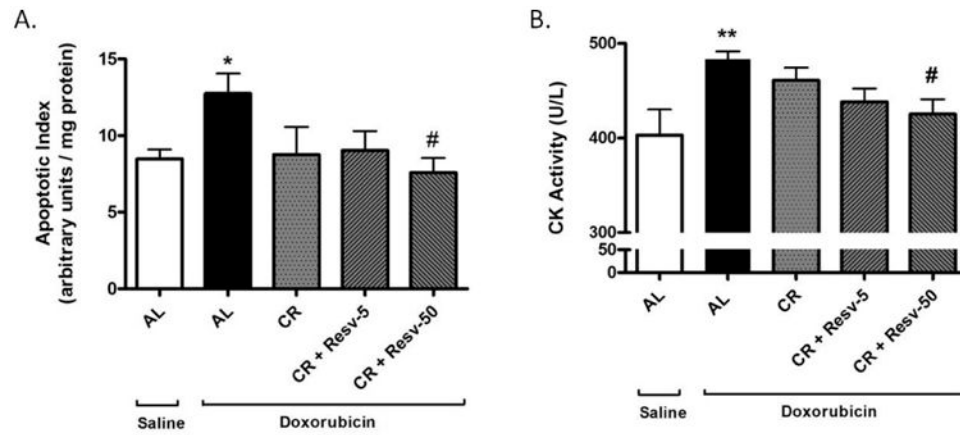 A.
Apoptotic Index
(arbitrary units / mg protein)
15
10
5
0
*
#
AL
AL
CR
CR + Resv-5
CR + Resv-50
Saline
Doxorubicin
B.
CK Activity (U/L)
500
400
300
50
0
**
#
AL
AL
CR
CR + Resv-5
CR + Resv-50
Saline
Doxorubicin